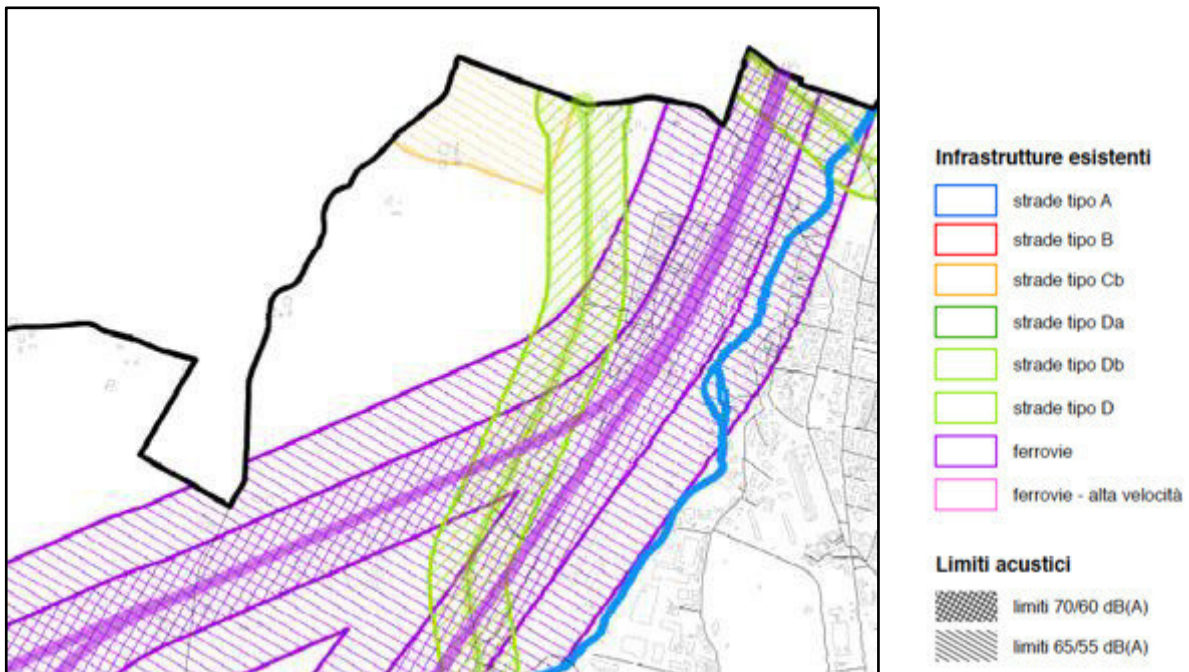 Infrastrutture esistenti
strade tipo A
strade tipo B
strade tipo Cb
strade tipo Da
strade tipo Db
strade tipo D
ferrovie
ferrovie - alta velocità
Limiti acustici
limiti 70/60 dB(A)
limiti 65/55 dB(A)